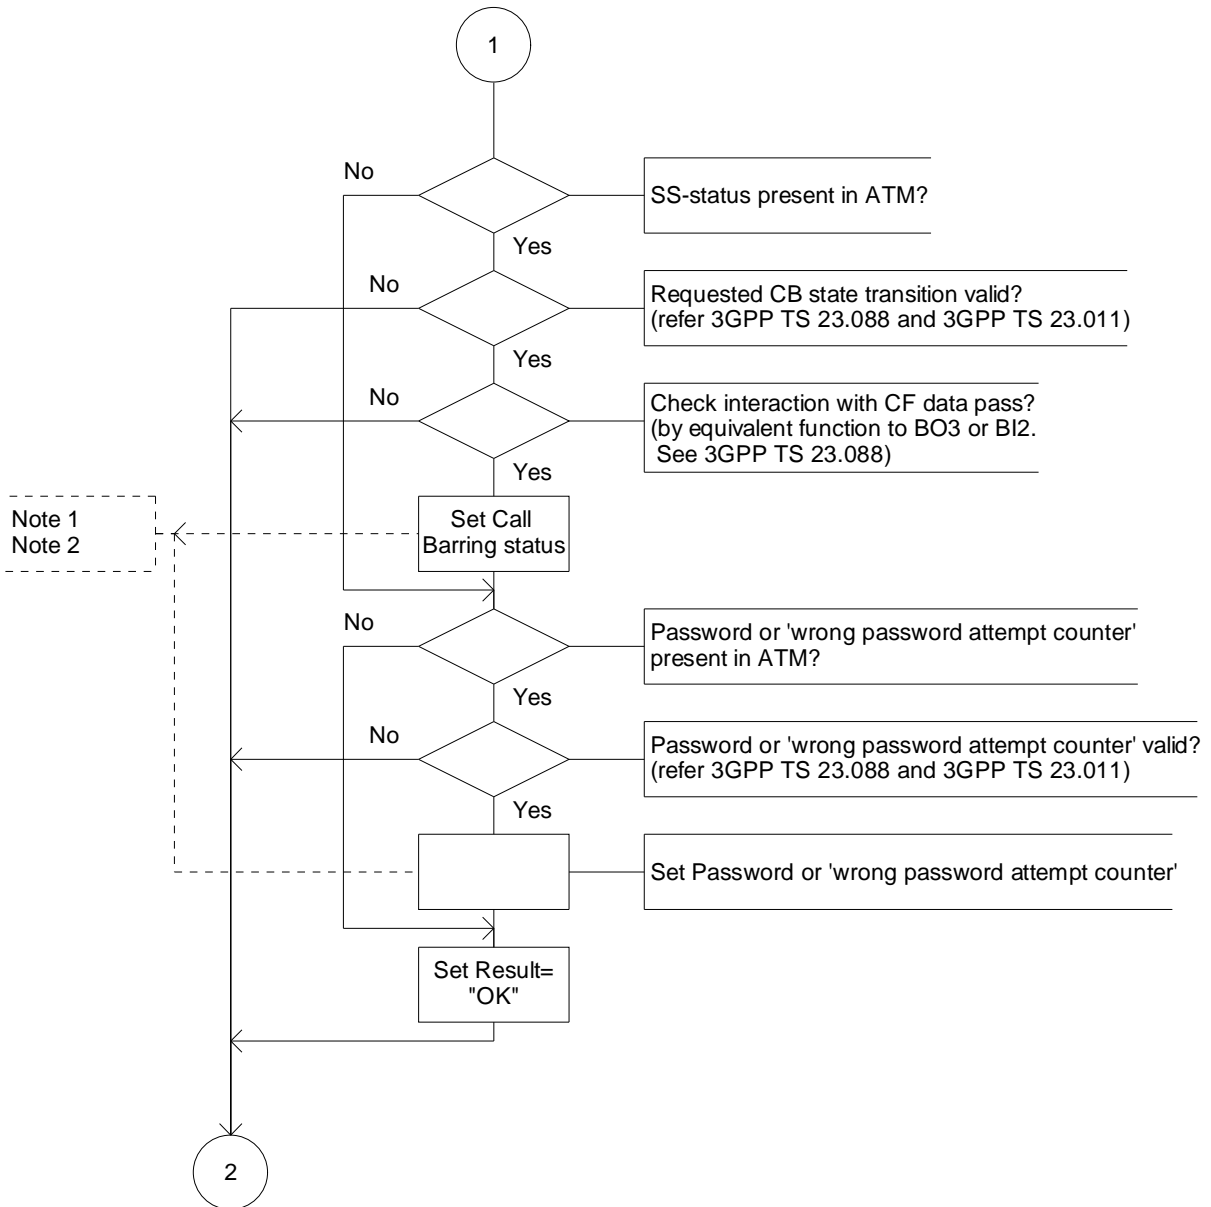 1
No
SS-status present in ATM?
Yes
No
Requested CB state transition valid?
(refer 3GPP TS 23.088 and 3GPP TS 23.011)
Yes
No
Check interaction with CF data pass?
(by equivalent function to BO3 or BI2.
See 3GPP TS 23.088)
Yes
Note 1
Note 2
Set Call
Barring status
No
Password or 'wrong password attempt counter'
present in ATM?
Yes
No
Password or 'wrong password attempt counter' valid?
(refer 3GPP TS 23.088 and 3GPP TS 23.011)
Yes
Set Password or 'wrong password attempt counter'
Set Result=
"OK"
2